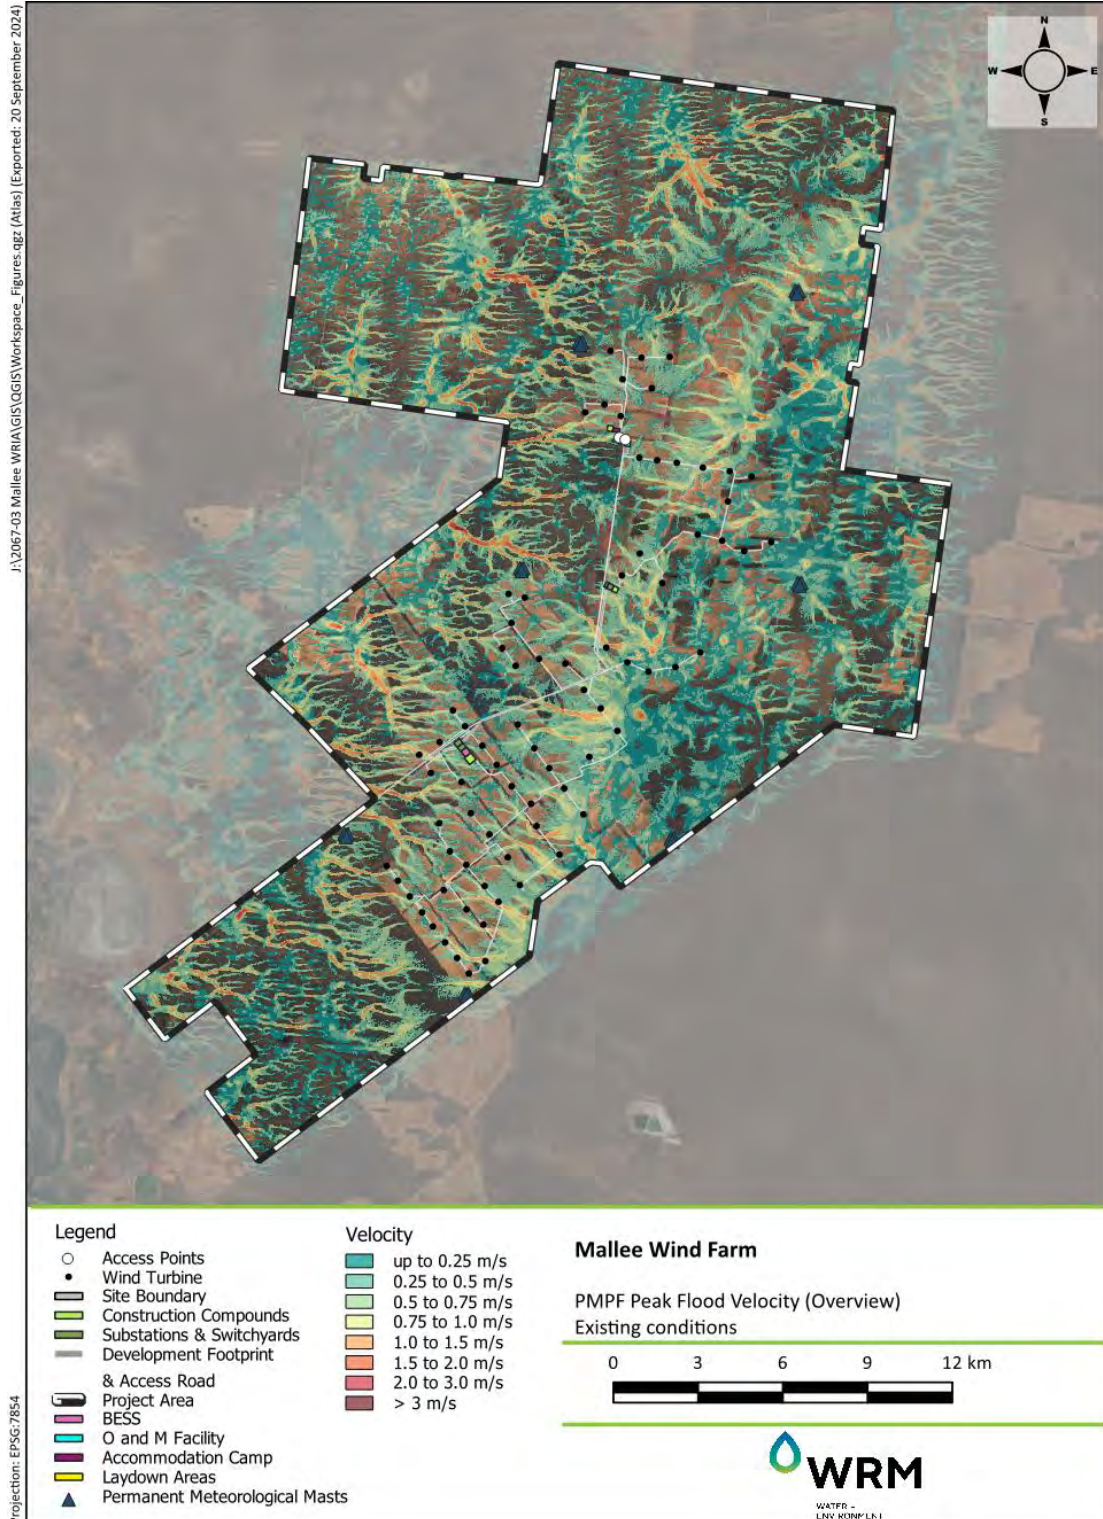 J:\2067-03 Mallee WRIA\GIS\QGIS\Workspace_Figures.qgz (Atlas) (Exported: 20 September 2024)
N
W E
S
Legend
Access Points
Wind Turbine
Site Boundary
Construction Compounds
Substations & Switchyards
Development Footprint
& Access Road
Project Area
BESS
O and M Facility
Accommodation Camp
Laydown Areas
Permanent Meteorological Masts
Velocity
up to 0.25 m/s
0.25 to 0.5 m/s
0.5 to 0.75 m/s
0.75 to 1.0 m/s
1.0 to 1.5 m/s
1.5 to 2.0 m/s
2.0 to 3.0 m/s
> 3 m/s
Mallee Wind Farm
PMPF Peak Flood Velocity (Overview)
Existing conditions
0 3 6 9 12 km
WRM
WATER +
ENVIRONMENT
Projection: EPSG:7854